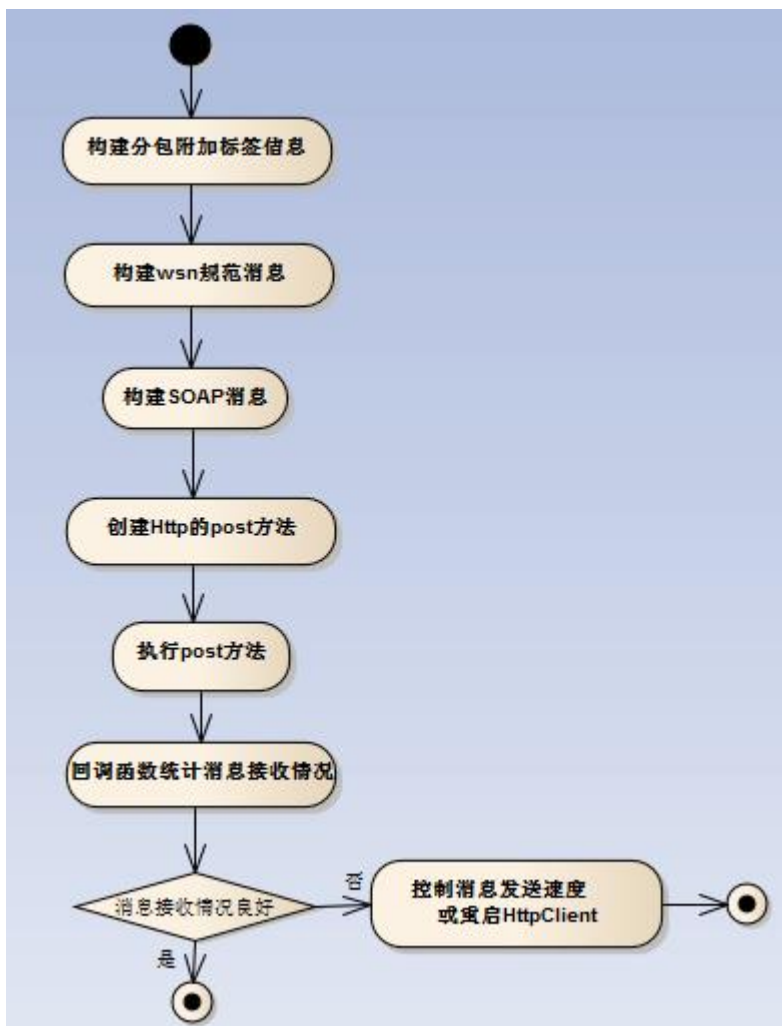 构建分包附加标签信息
构建wsn规范消息
构建SOAP消息
创建Http的post方法
执行post方法
回调函数统计消息接收情况
消息接收情况良好
否
控制消息发送速度
或重启HttpClient
是